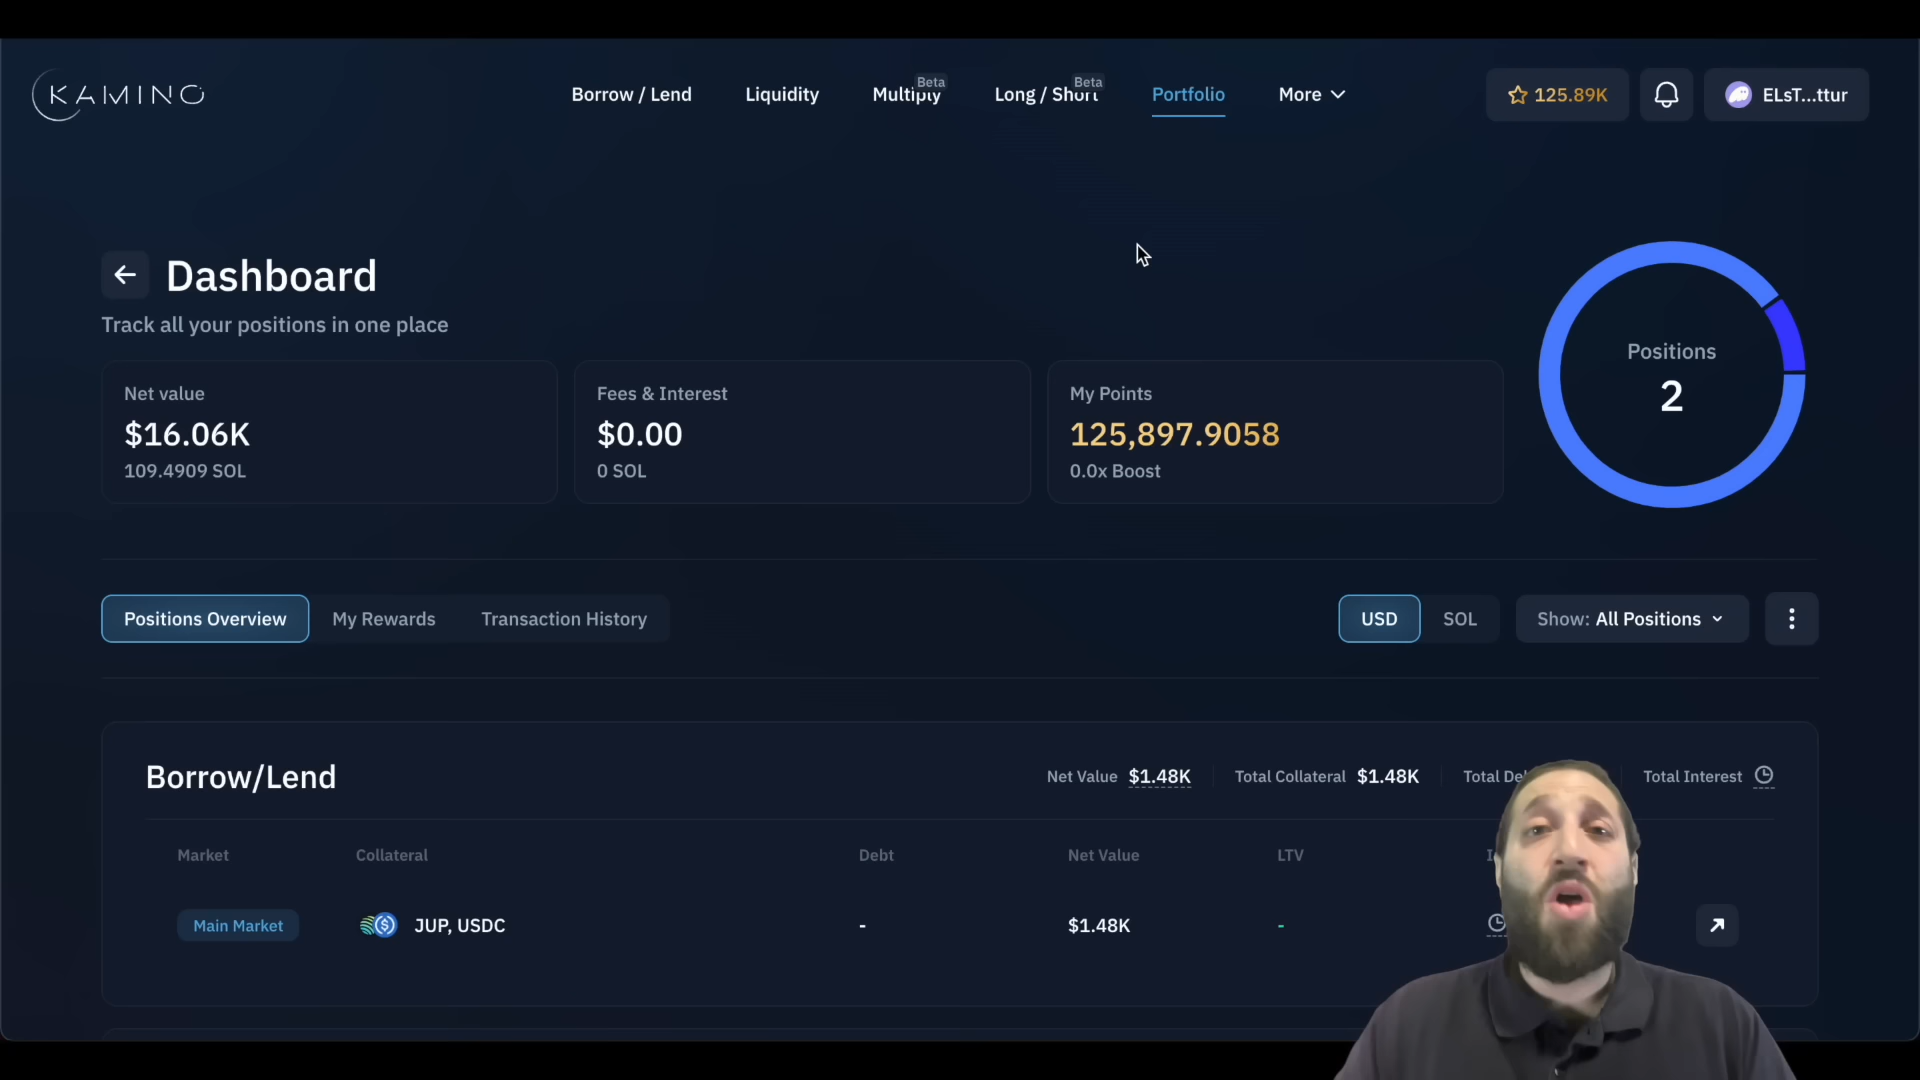 KAMINO
Borrow / Lend
Liquidity
Multiply
Beta
Long / Short
Beta
Portfolio
More
125.89K
ELsT...ttur
Dashboard
Track all your positions in one place
Net value
$16.06K
109.4909 SOL
Fees & Interest
$0.00
0 SOL
My Points
125,897.9058
0.0x Boost
Positions
2
Positions Overview
My Rewards
Transaction History
USD
SOL
Show: All Positions
Borrow/Lend
Net Value $1.48K
Total Collateral $1.48K
Total
Total Interest
Market
Collateral
Debt
Net Value
LTV
Main Market
JUP, USDC
-
$1.48K
-